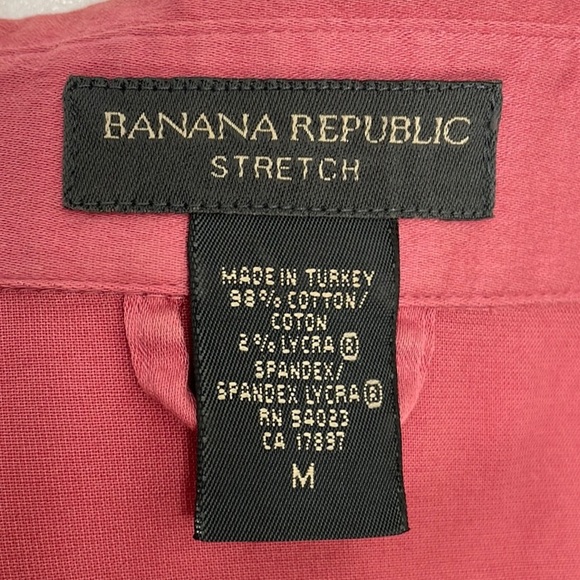 BANANA REPUBLIC
STRETCH
MADE IN TURKEY
98% COTTON/
COTON
2% LYCRA ®
SPANDEX/
SPANDEX LYCRA ®
RN 54023
CA 17897
M